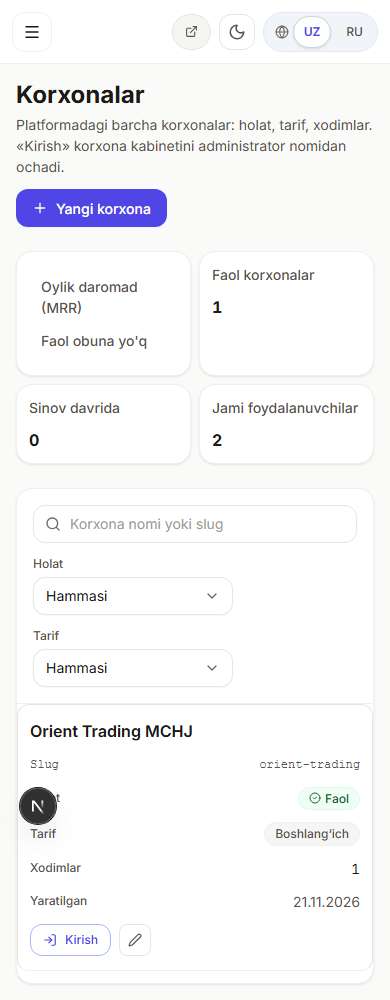 UZ
RU
Korxonalar
Platformadagi barcha korxonalar: holat, tarif, xodimlar.
«Kirish» korxona kabinetini administrator nomidan
ochadi.
Yangi korxona
Oylik daromad
(MRR)
Faol obuna yo'q
Faol korxonalar
1
Sinov davrida
0
Jami foydalanuvchilar
2
Korxona nomi yoki slug
Holat
Hammasi
Tarif
Hammasi
Orient Trading MCHJ
Slug orient-trading
N
Faol
Tarif Boshlang'ich
Xodimlar 1
Yaratilgan 21.11.2026
Kirish